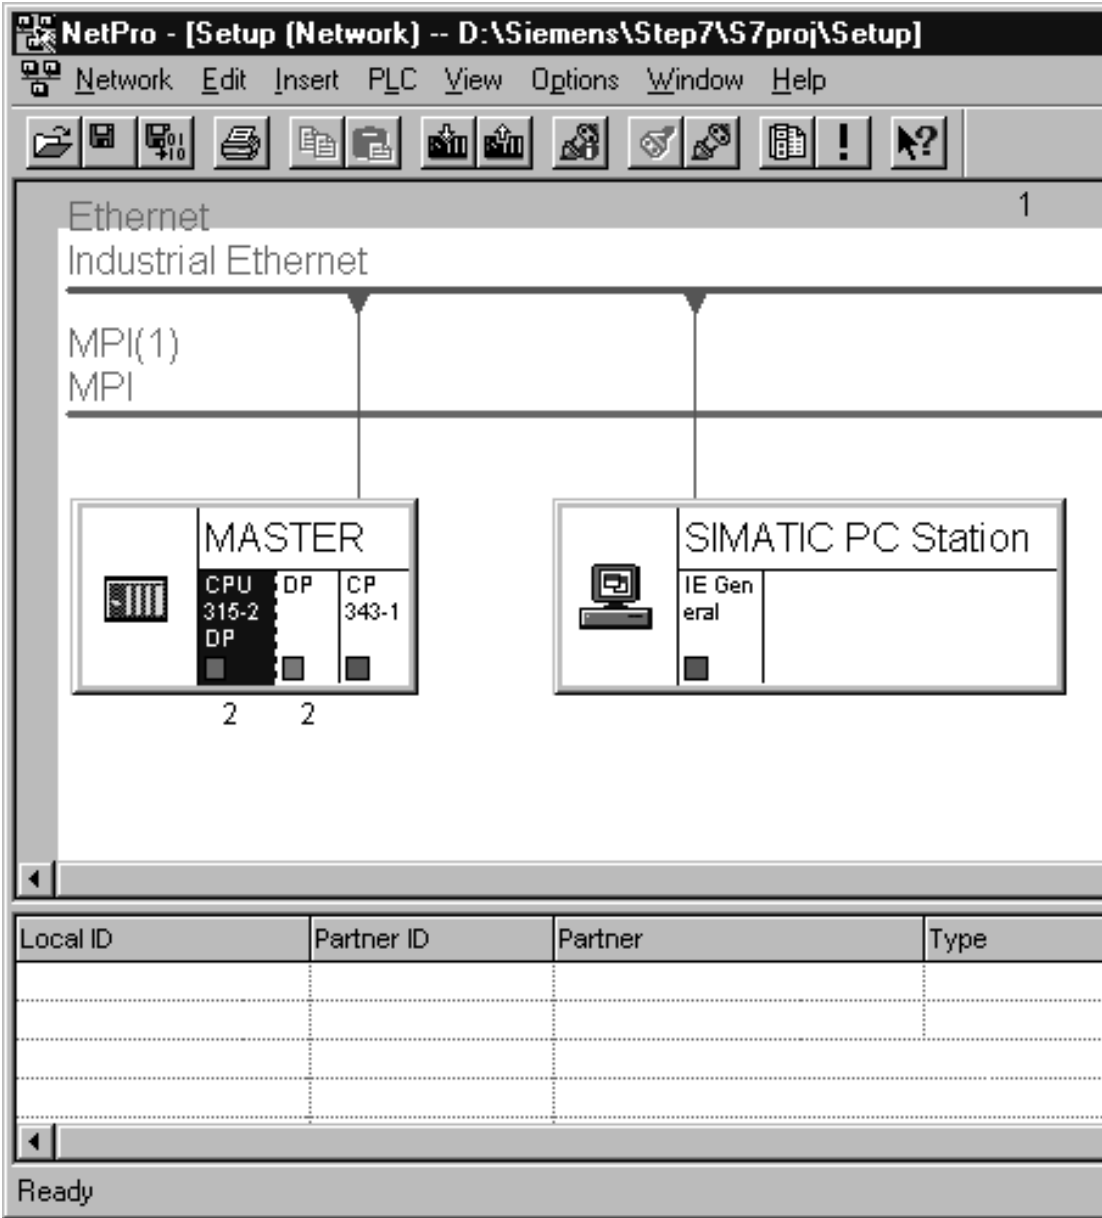 NetPro - [Setup (Network) -- D:\Siemens\Step7\S7proj\Setup]
Network Edit Insert PLC View Options Window Help
1
Ethernet
Industrial Ethernet
MPI(1)
MPI
MASTER
CPU 315-2 DP
DP
CP 343-1
2 2
SIMATIC PC Station
IE Gen
eral
Local ID Partner ID Partner Type
Ready